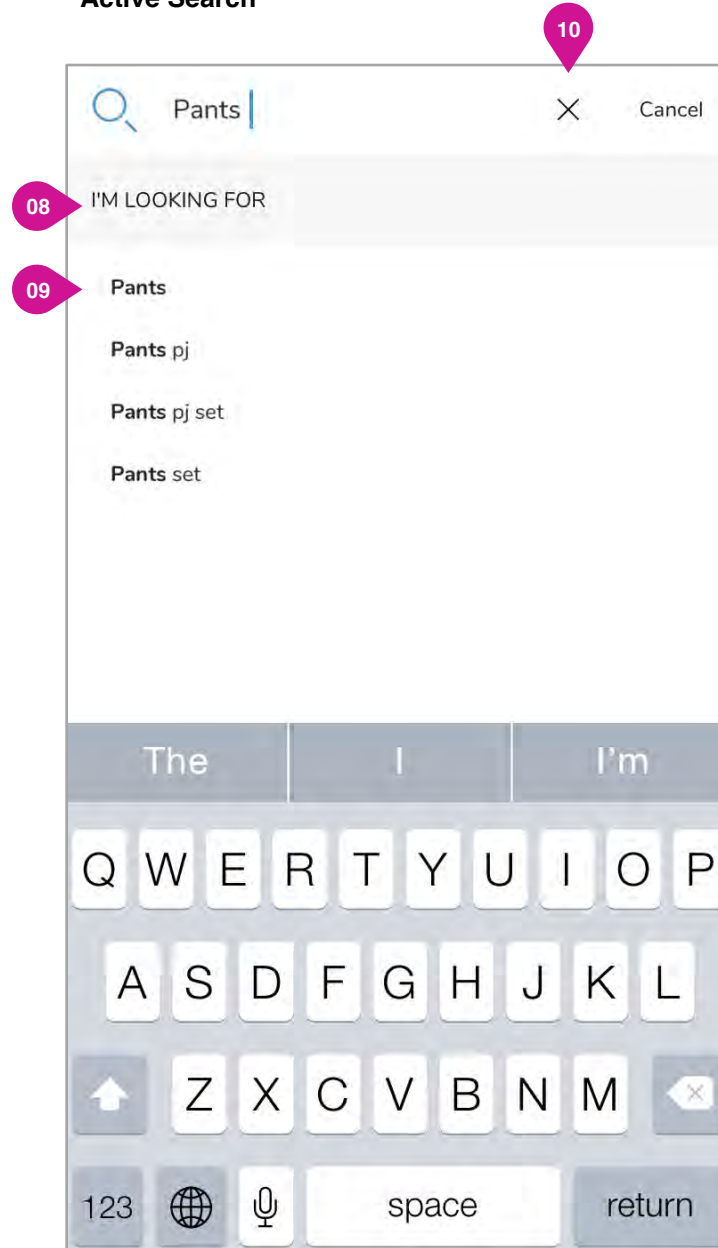 Active Search
10
Pants
Cancel
08
I'M LOOKING FOR
09
Pants
Pants pj
Pants pj set
Pants set
The I I'm
Q W E R T Y U I O P
A S D F G H J K L
Z X C V B N M
123 space return